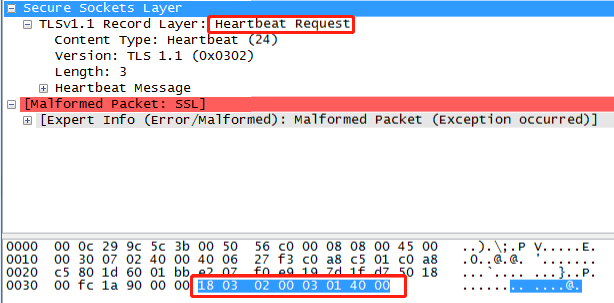 Secure Sockets Layer
TLSv1.1 Record Layer: Heartbeat Request
Content Type: Heartbeat (24)
Version: TLS 1.1 (0x0302)
Length: 3
Heartbeat Message
[Malformed Packet: SSL]
[Expert Info (Error/Malformed): Malformed Packet (Exception occurred)]
0000 00 0c 29 9c 5c 3b 00 50 56 c0 00 08 08 00 45 00 ..).\;.P V.....E.
0010 00 30 07 02 40 00 40 06 27 f3 c0 a8 c5 01 c0 a8 .0..@.@. '.......
0020 c5 80 1d 60 01 bb e2 07 f0 e9 19 7d 1f d7 50 18 ...`.... ...}..P.
0030 00 fc 1a 90 00 00 18 03 02 00 03 01 40 00 ........ ....@.